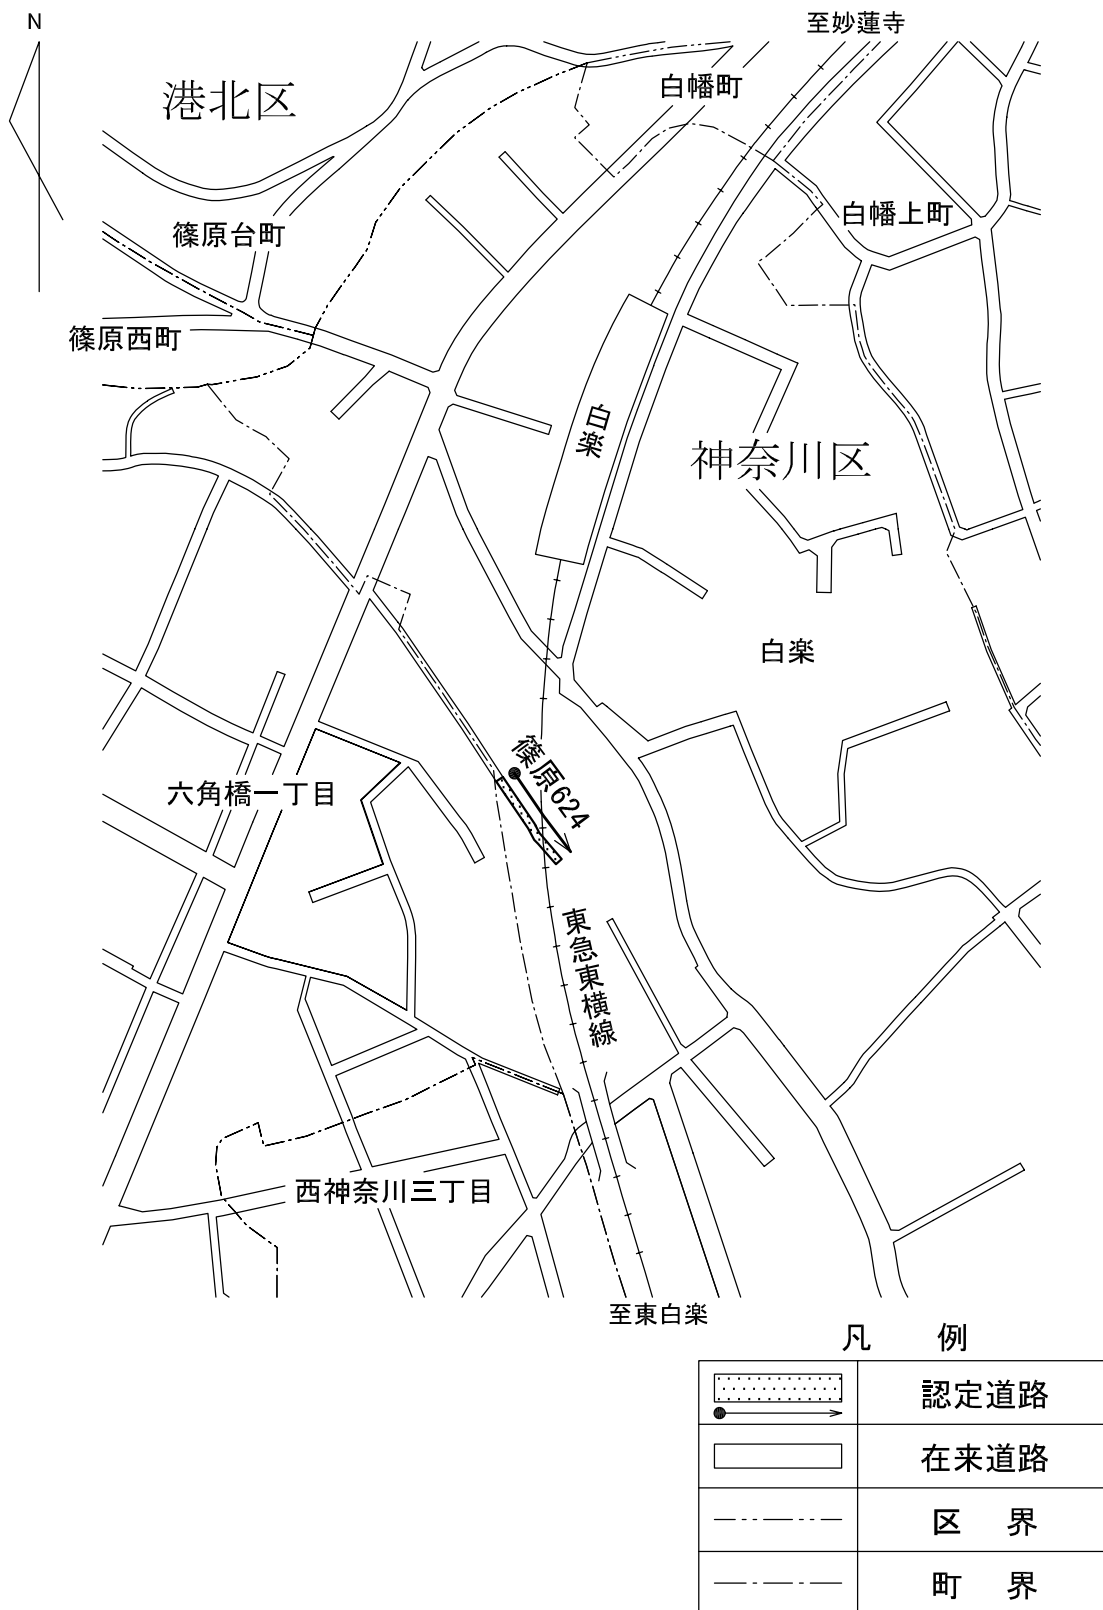 N
至妙蓮寺
港北区
白幡町
篠原台町
白幡上町
篠原西町
白楽
神奈川区
白楽
篠原624
六角橋一丁目
東急東横線
西神奈川三丁目
至東白楽
凡 例
認定道路
在来道路
区 界
町 界